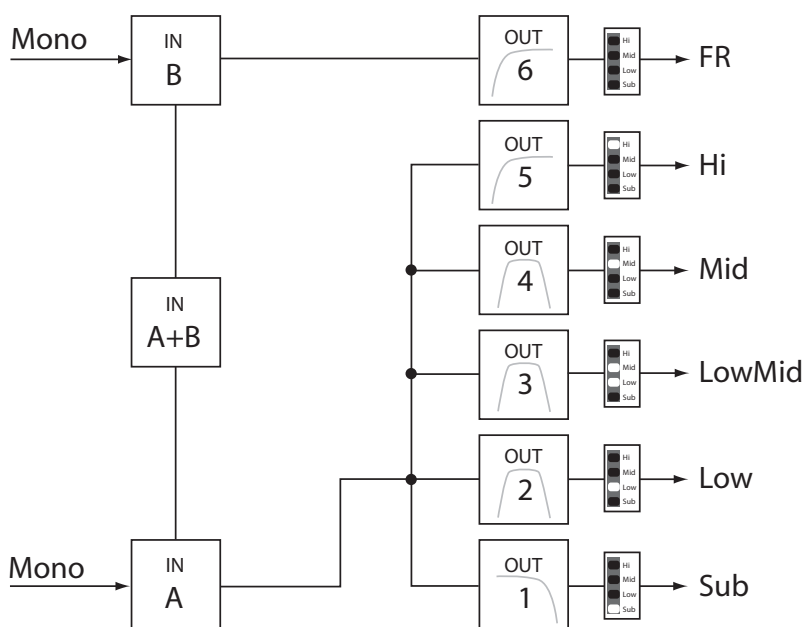 Mono
IN
B
OUT
6
Hi
Mid
Low
Sub
FR
OUT
5
Hi
Mid
Low
Sub
Hi
IN
A+B
OUT
4
Hi
Mid
Low
Sub
Mid
OUT
3
Hi
Mid
Low
Sub
LowMid
OUT
2
Hi
Mid
Low
Sub
Low
Mono
IN
A
OUT
1
Hi
Mid
Low
Sub
Sub